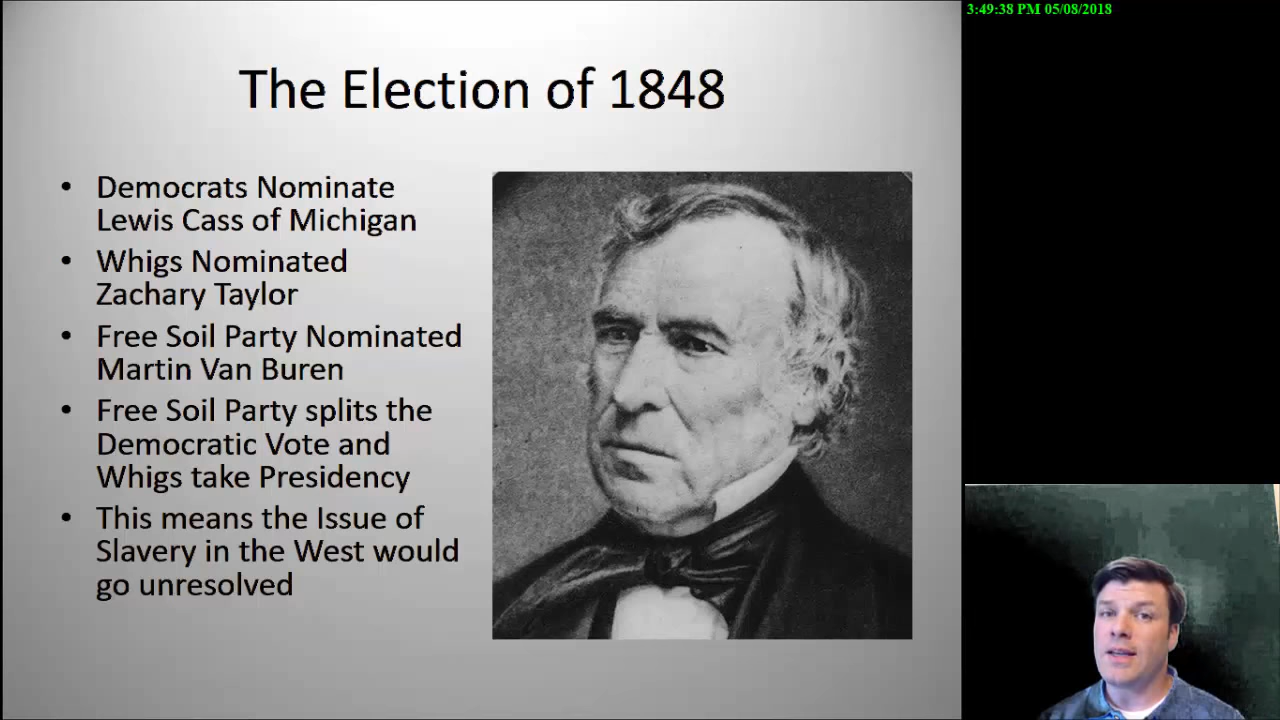 The Election of 1848
• Democrats Nominate
Lewis Cass of Michigan
• Whigs Nominated
Zachary Taylor
• Free Soil Party Nominated
Martin Van Buren
• Free Soil Party splits the
Democratic Vote and
Whigs take Presidency
• This means the Issue of
Slavery in the West would
go unresolved
3:49:38 PM 05/08/2018